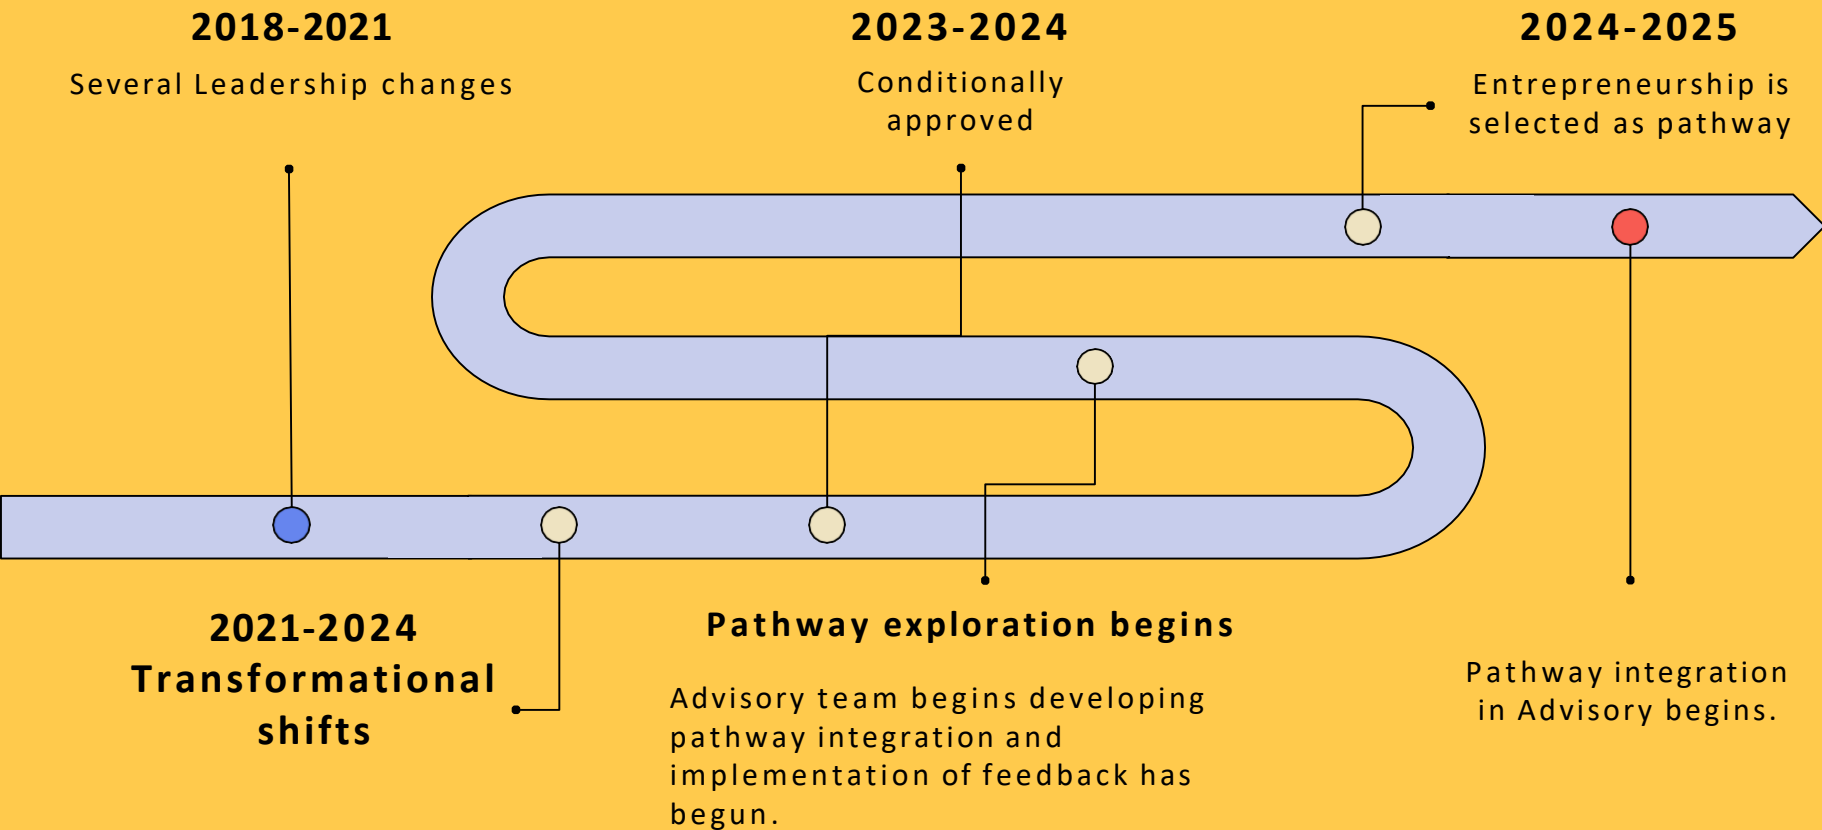 2018-2021
Several Leadership changes
2023-2024
Conditionally
approved
2024-2025
Entrepreneurship is
selected as pathway
2021-2024
Transformational
shifts
Pathway exploration begins
Advisory team begins developing
pathway integration and
implementation of feedback has
begun.
Pathway integration
in Advisory begins.